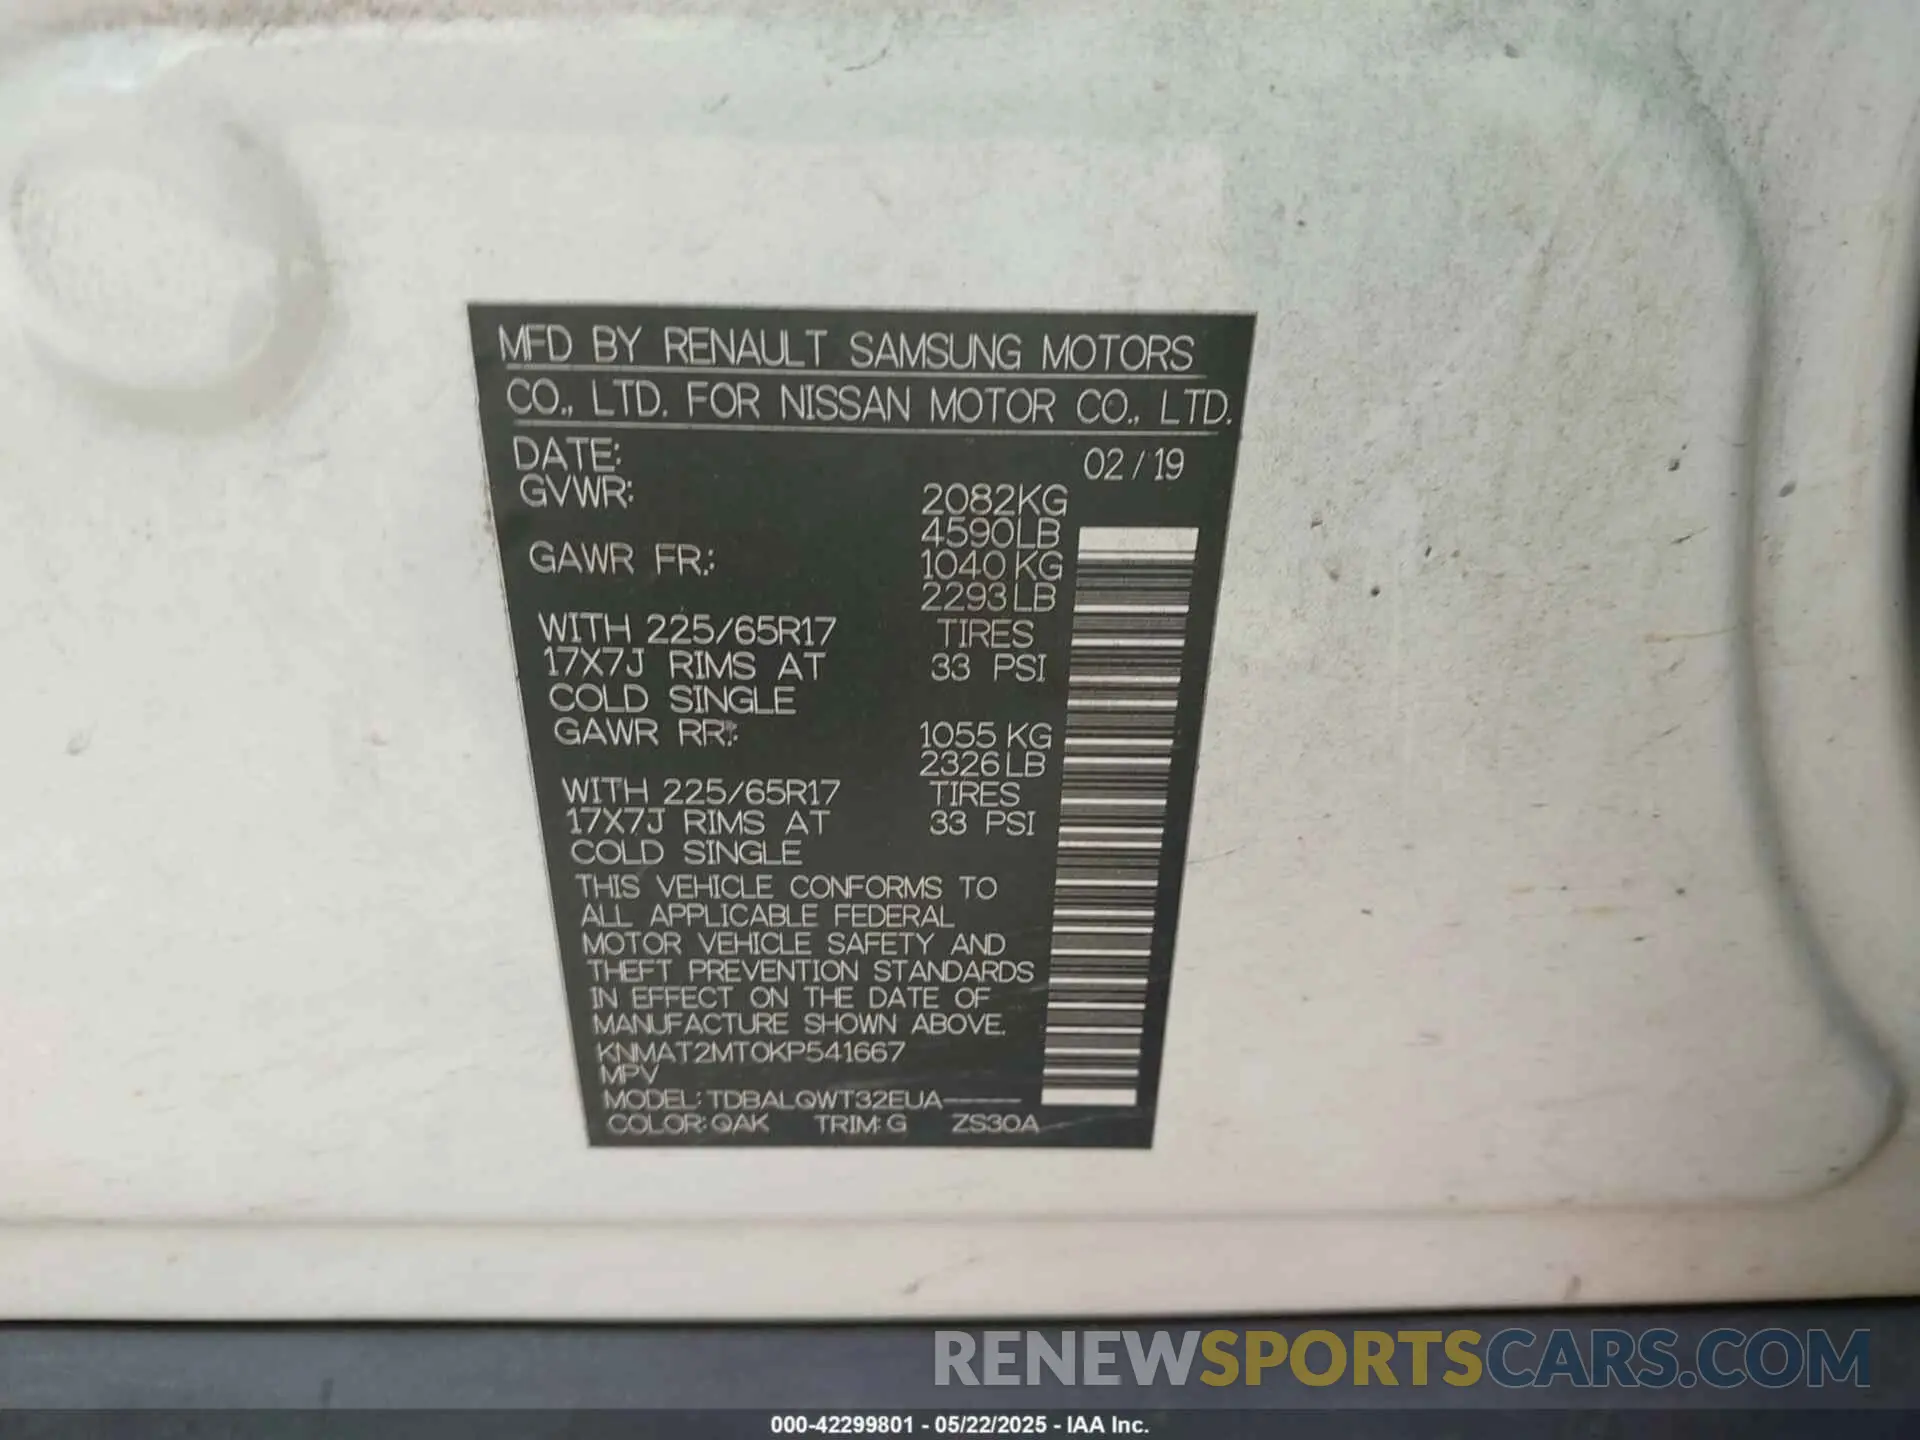 MFD BY RENAULT SAMSUNG MOTORS
CO., LTD. FOR NISSAN MOTOR CO., LTD.
DATE: 02 / 19
GVWR: 2082KG
4590LB
GAWR FR.: 1040 KG
2293LB
WITH 225/65R17 TIRES
17X7J RIMS AT 33 PSI
COLD SINGLE
GAWR RR.: 1055 KG
2326LB
WITH 225/65R17 TIRES
17X7J RIMS AT 33 PSI
COLD SINGLE
THIS VEHICLE CONFORMS TO
ALL APPLICABLE FEDERAL
MOTOR VEHICLE SAFETY AND
THEFT PREVENTION STANDARDS
IN EFFECT ON THE DATE OF
MANUFACTURE SHOWN ABOVE.
KNMAT2MT0KP541667
MPV
MODEL: TDBALQWT32EUA-----
COLOR: QAK TRIM: G ZS30A
RENEWSPORTSCARS.COM
000-42299801 - 05/22/2025 - IAA Inc.